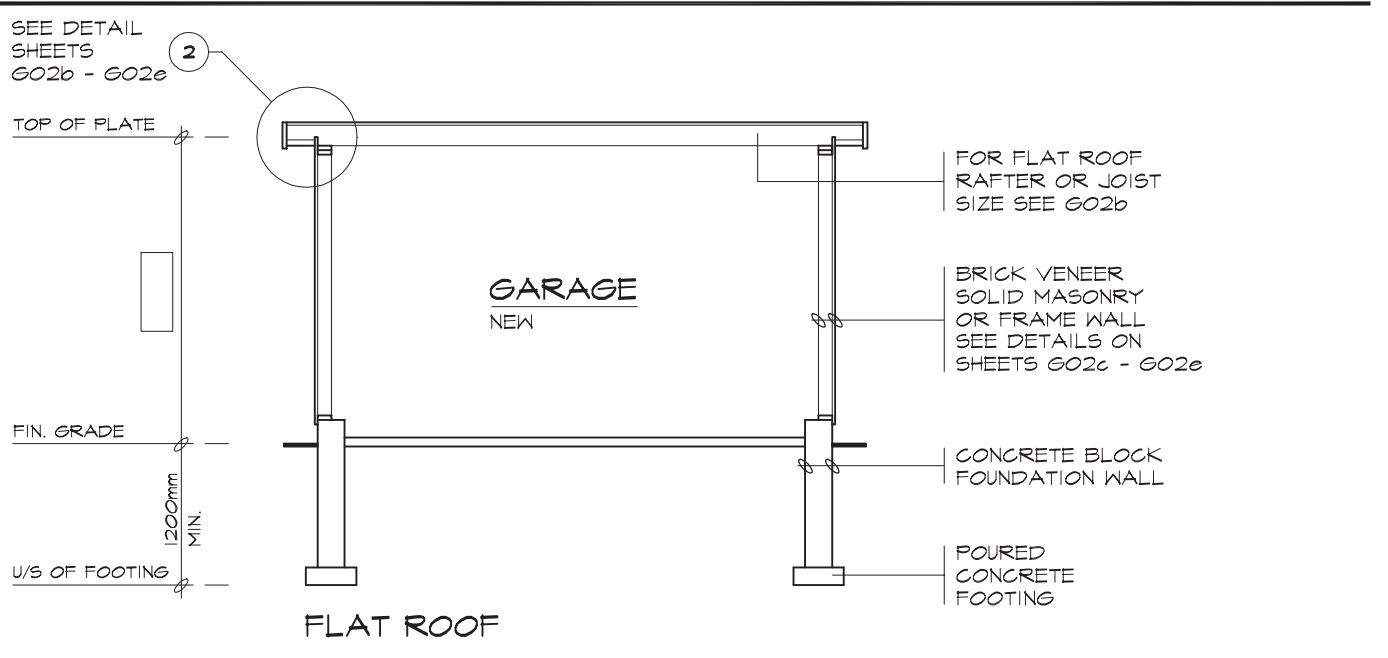 SEE DETAIL
SHEETS
G02b - G02e
2
TOP OF PLATE
FOR FLAT ROOF
RAFTER OR JOIST
SIZE SEE G02b
BRICK VENEER
SOLID MASONRY
OR FRAME WALL
SEE DETAILS ON
SHEETS G02c - G02e
GARAGE
NEW
FIN. GRADE
CONCRETE BLOCK
FOUNDATION WALL
1200mm
MIN.
U/S OF FOOTING
POURED
CONCRETE
FOOTING
FLAT ROOF